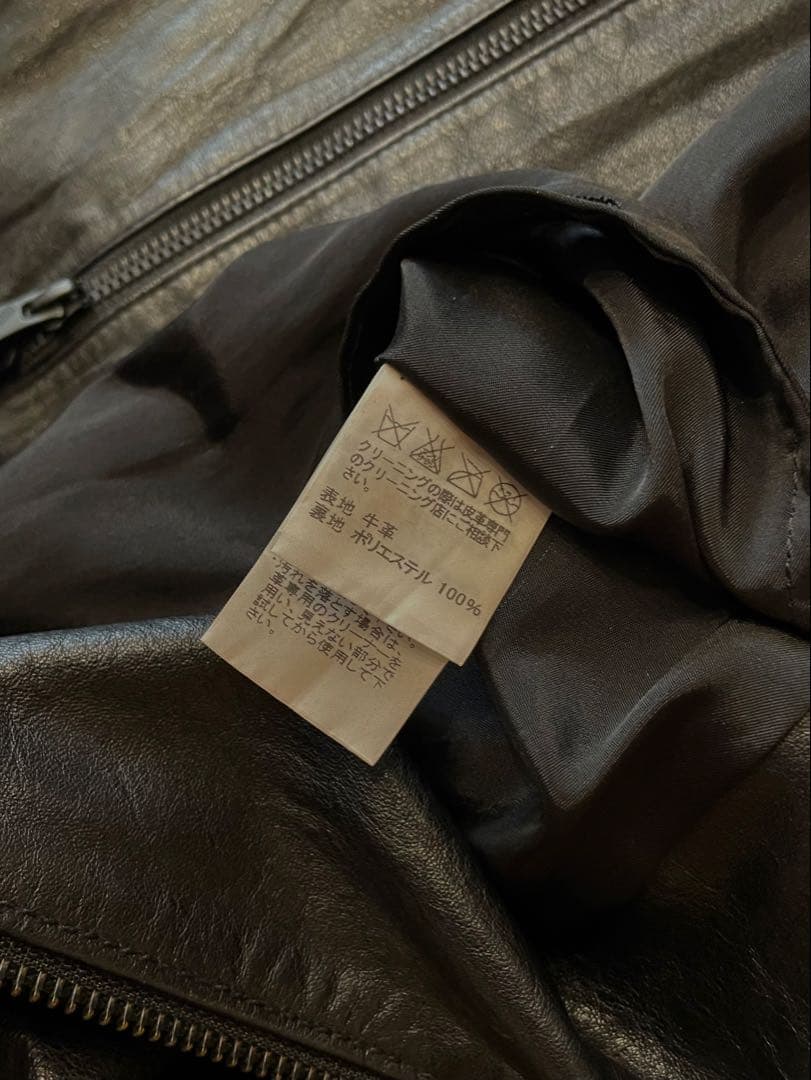 クリーニングの際は皮革専門
のクリーニング店にご相談下
さい。
表地 牛革
裏地 ポリエステル 100%
・汚れを落とす場合は、
革専用のクリーナーを
用い、見えない部分で
試してから使用して下
さい。